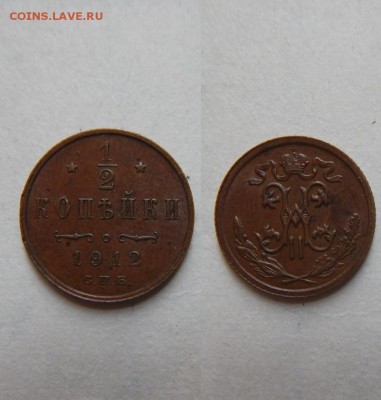 COINS.LAVE.RU
1/2
КОПѢЙКИ
1912
С.П.Б.